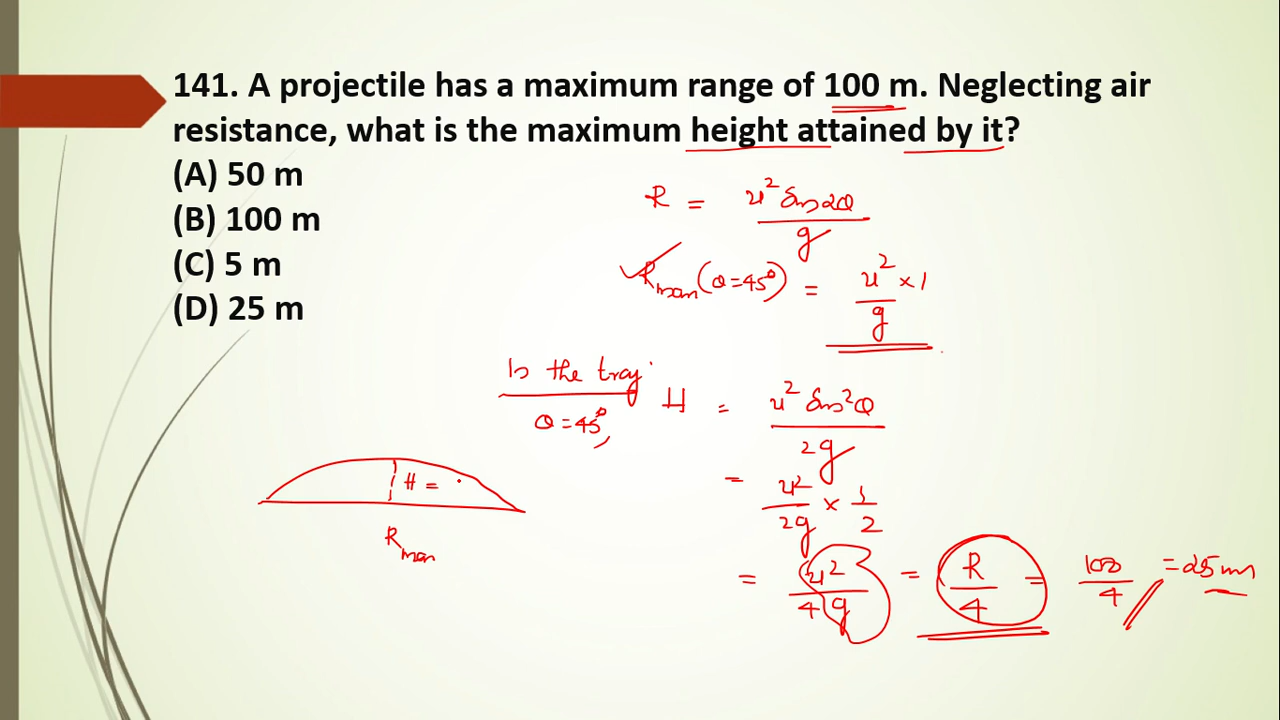 141. A projectile has a maximum range of 100 m. Neglecting air
resistance, what is the maximum height attained by it?
(A) 50 m
(B) 100 m
(C) 5 m
(D) 25 m
R = u² Sin2θ / g
Rmax (θ = 45°) = u² × 1 / g
In the traj
θ = 45°,
H = u² Sin²θ / 2g
= u² / 2g × 1 / 2
= u² / 4g = R / 4 = 100 / 4 = 25 m
H =
Rmax